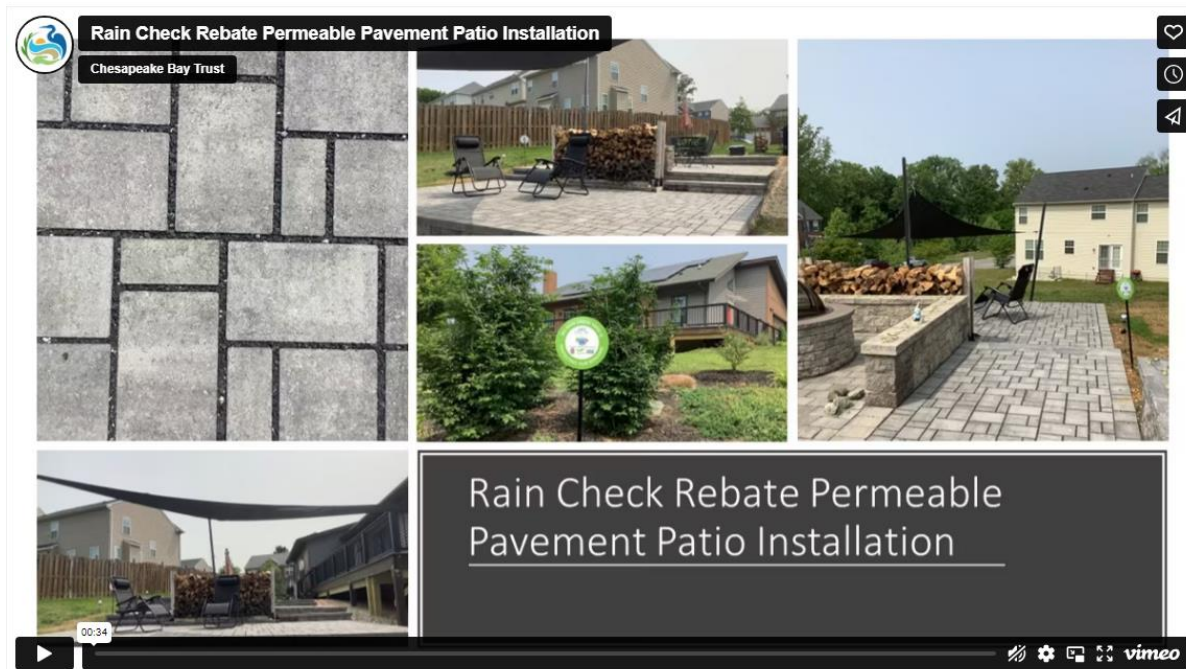 Rain Check Rebate Permeable Pavement Patio Installation
Chesapeake Bay Trust
Rain Check Rebate Permeable
Pavement Patio Installation
00:34
vimeo